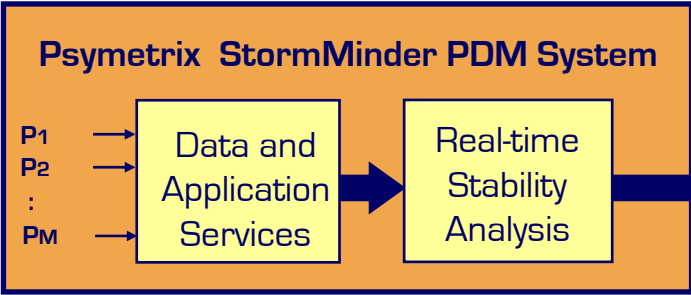 Psymetrix StormMinder PDM System
P1
P2
:
PM
Data and
Application
Services
Real-time
Stability
Analysis